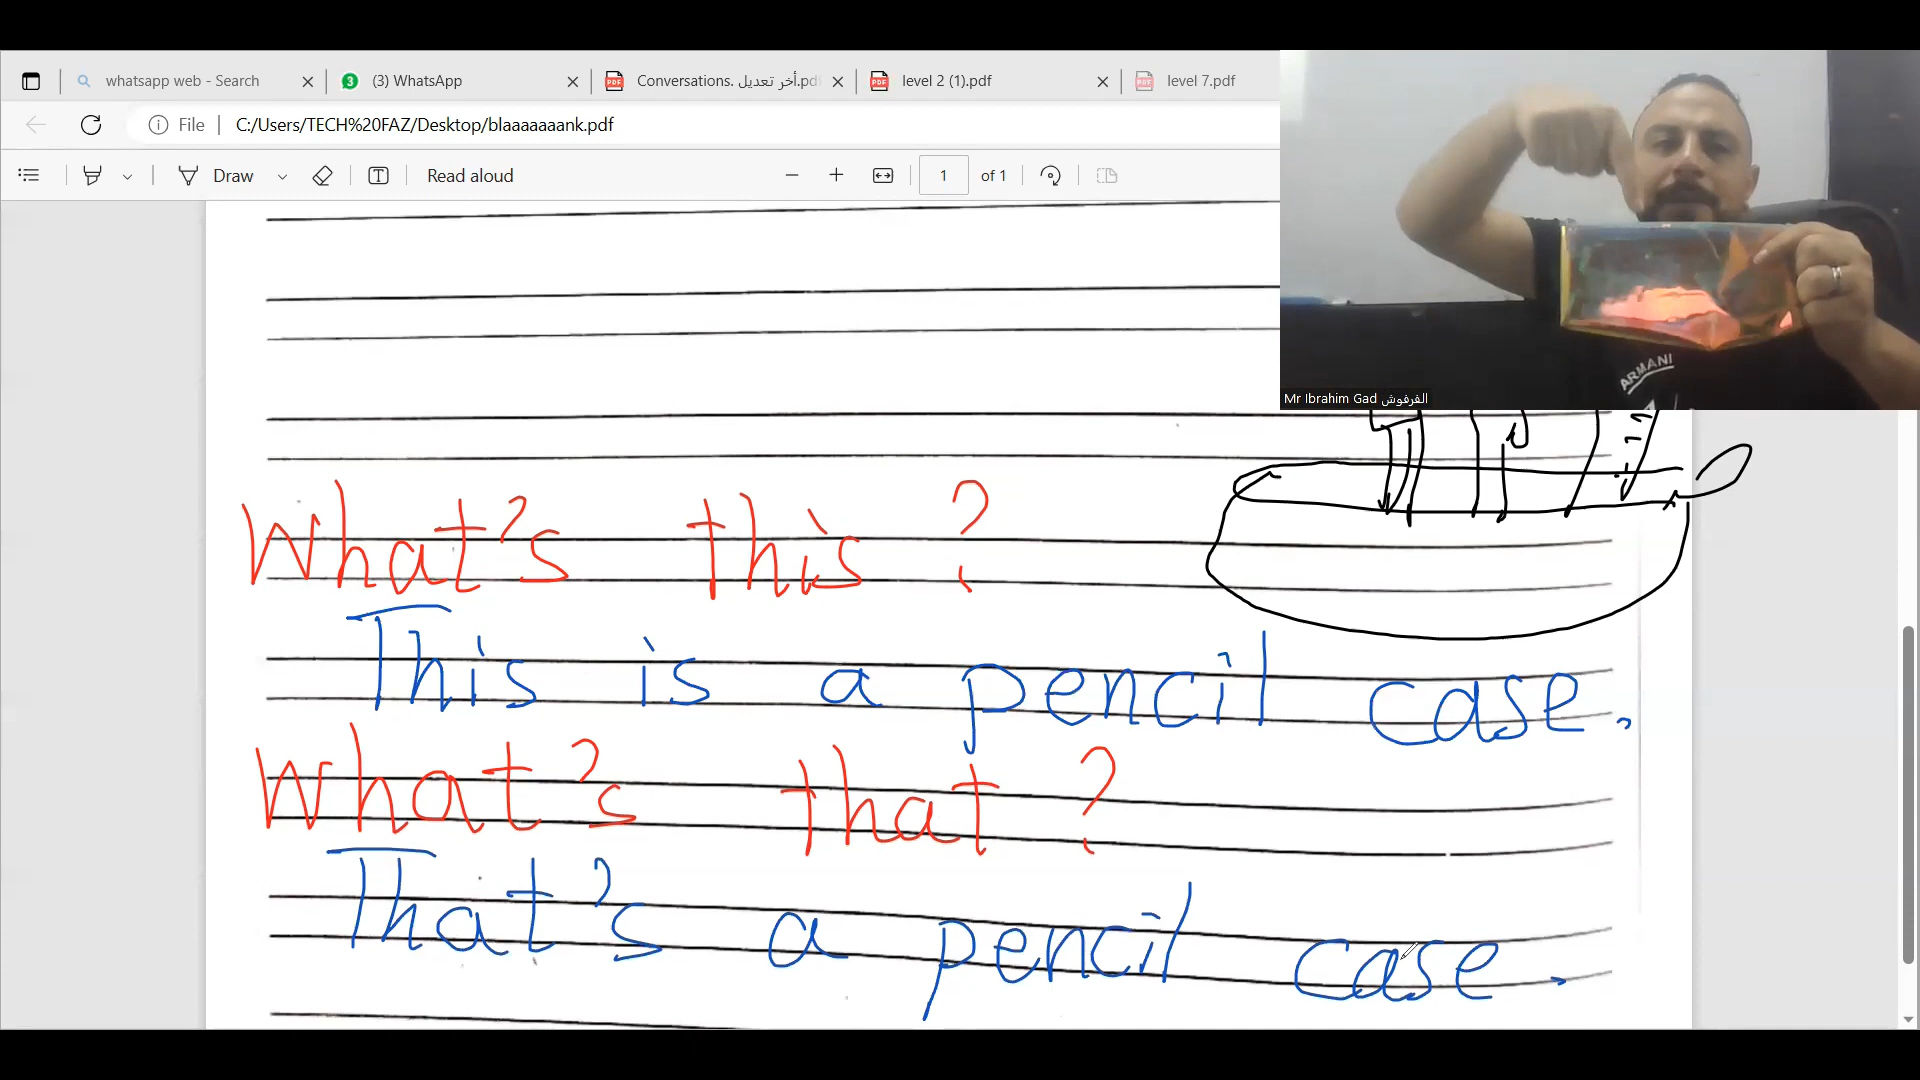 whatsapp web - Search
(3) WhatsApp
Conversations. أخر تعديل.pd
level 2 (1).pdf
level 7.pdf
File
C:/Users/TECH%20FAZ/Desktop/blaaaaaaank.pdf
Draw
Read aloud
1
of 1
ARMANI
Mr Ibrahim Gad الفرفوش
What's this?
This is a pencil case.
What's that?
That's a pencil case.